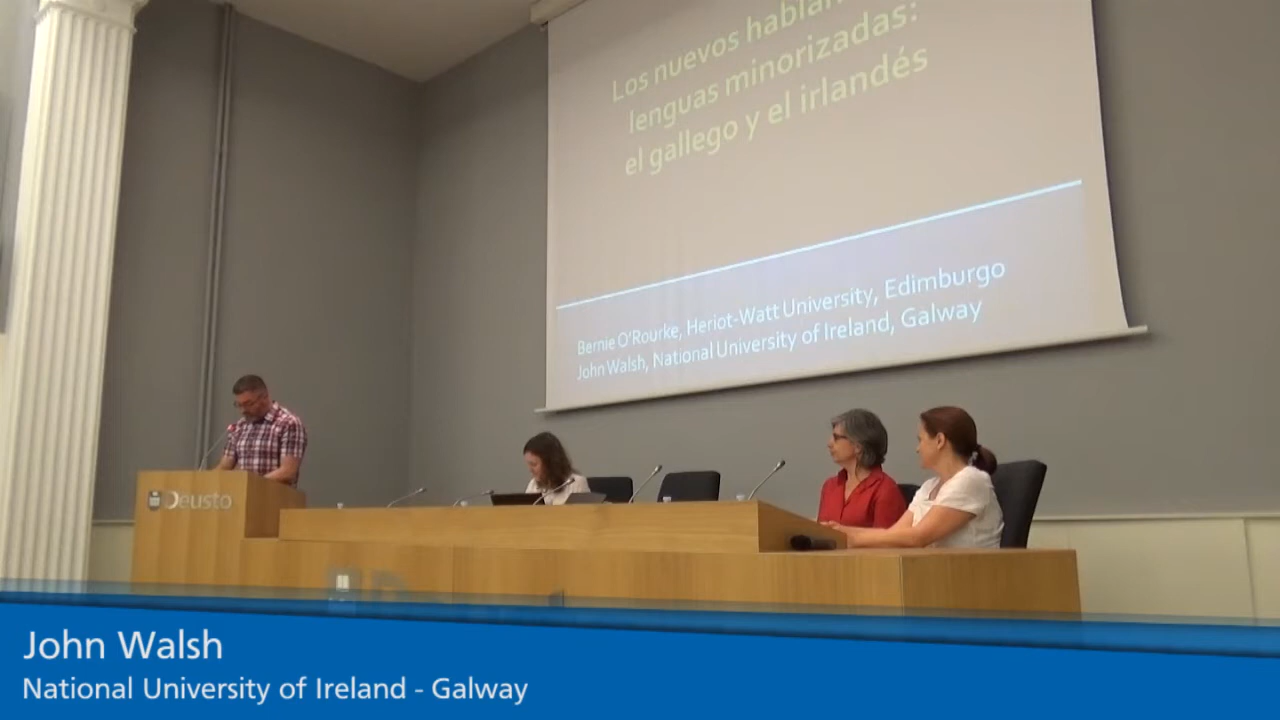 Los nuevos
lenguas minorizadas:
el gallego y el irlandés
Bernie O'Rourke, Heriot-Watt University, Edimburgo
John Walsh, National University of Ireland, Galway
Deusto
John Walsh
National University of Ireland - Galway